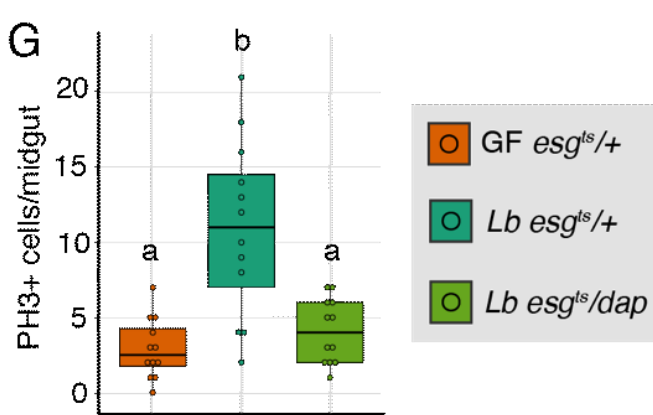 G
b
20
15
10
5
0
PH3+ cells/midgut
a
a
GF esgᵗˢ/+
Lb esgᵗˢ/+
Lb esgᵗˢ/dap